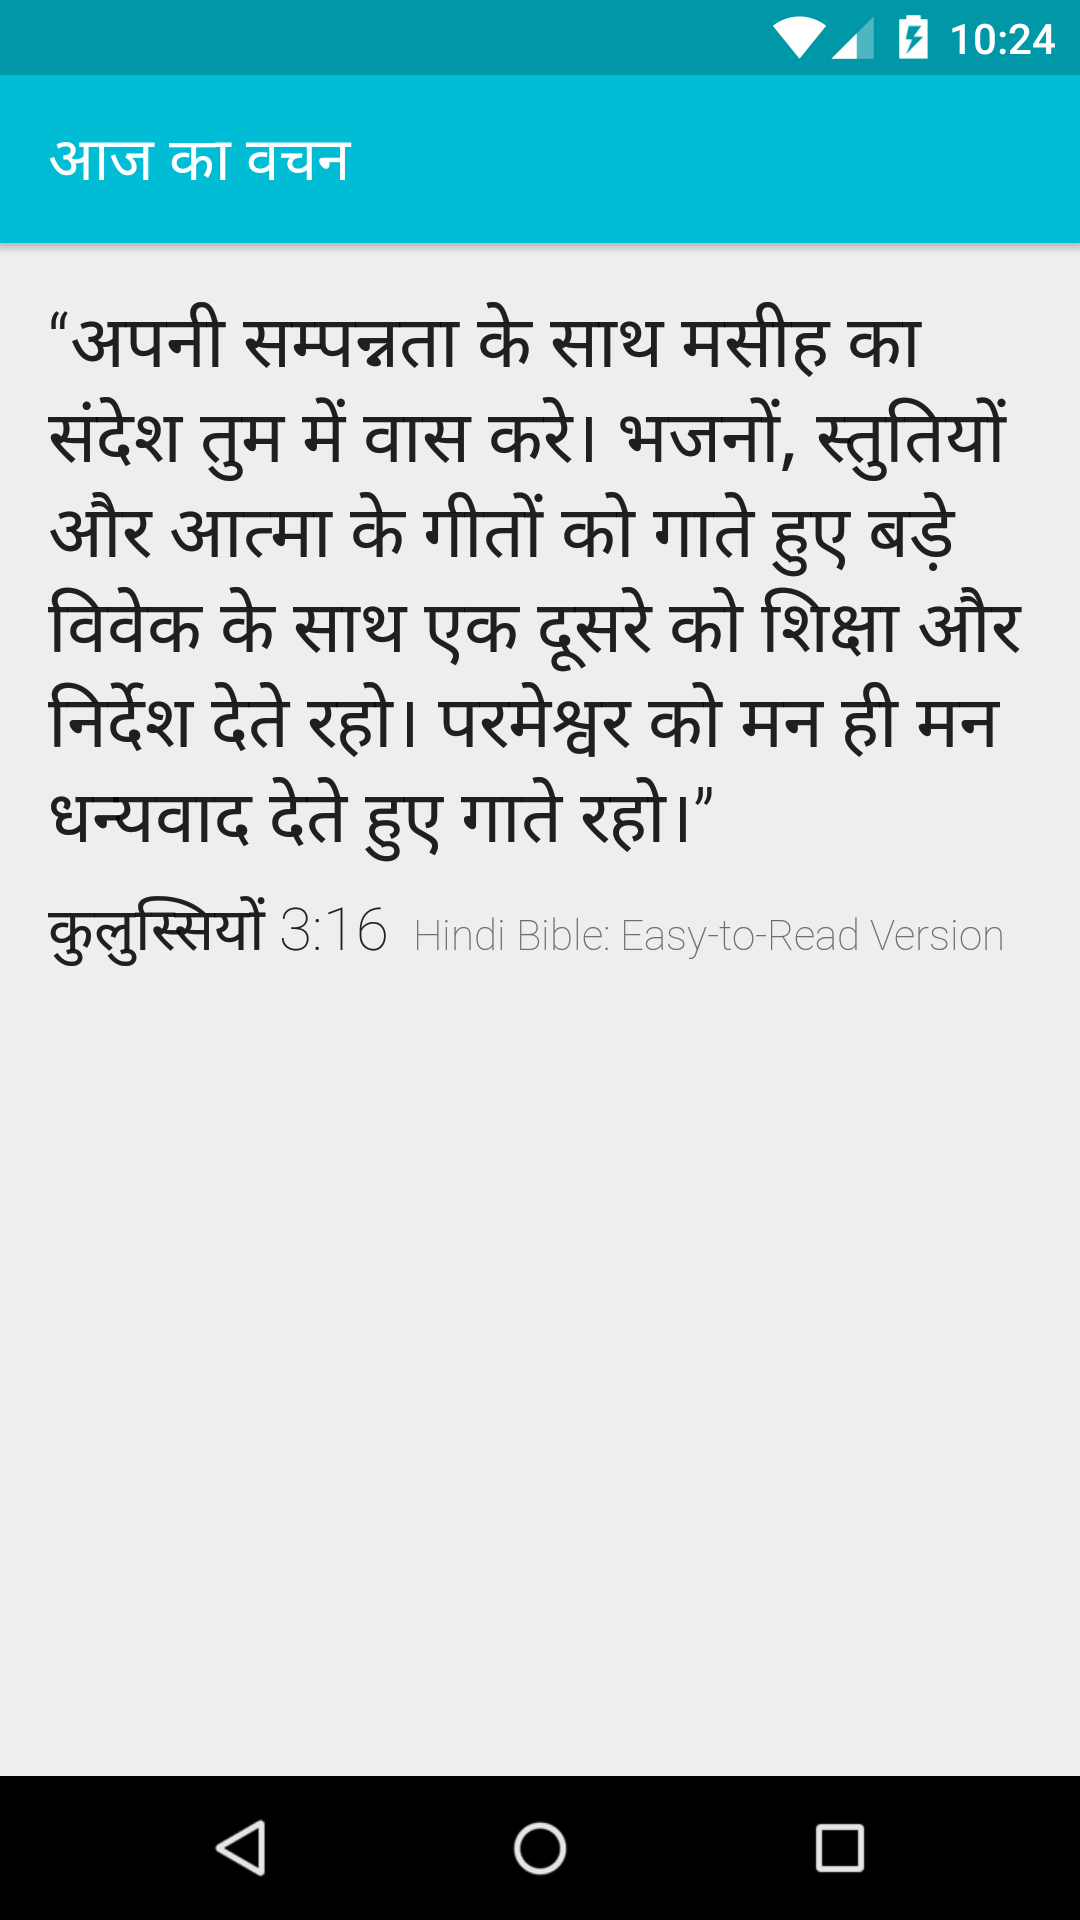 10:24
आज का वचन
“अपनी सम्पन्नता के साथ मसीह का
संदेश तुम में वास करे। भजनों, स्तुतियों
और आत्मा के गीतों को गाते हुए बड़े
विवेक के साथ एक दूसरे को शिक्षा और
निर्देश देते रहो। परमेश्वर को मन ही मन
धन्यवाद देते हुए गाते रहो।”
कुलुस्सियों 3:16 Hindi Bible: Easy-to-Read Version